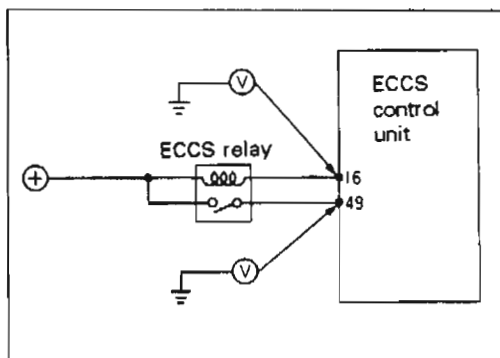 V
ECCS
control
unit
ECCS relay
+
16
49
V